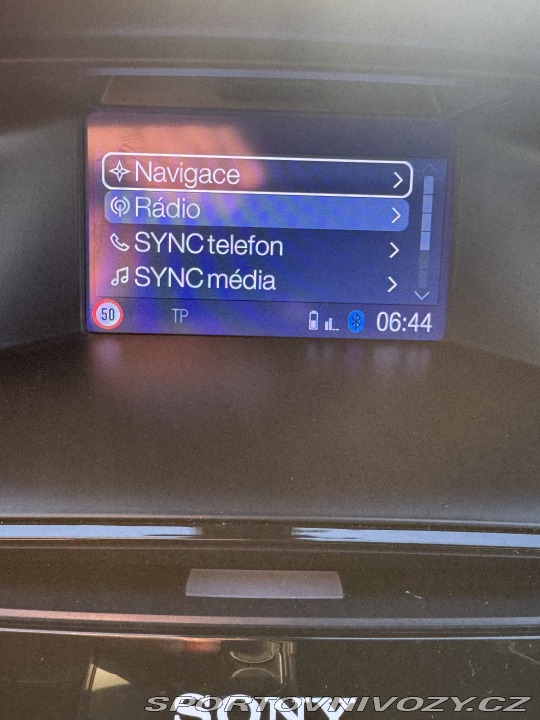 Navigace
Rádio
SYNC telefon
SYNC média
50 TP 06:44
SONY
SPORTOVNIVOZY.CZ